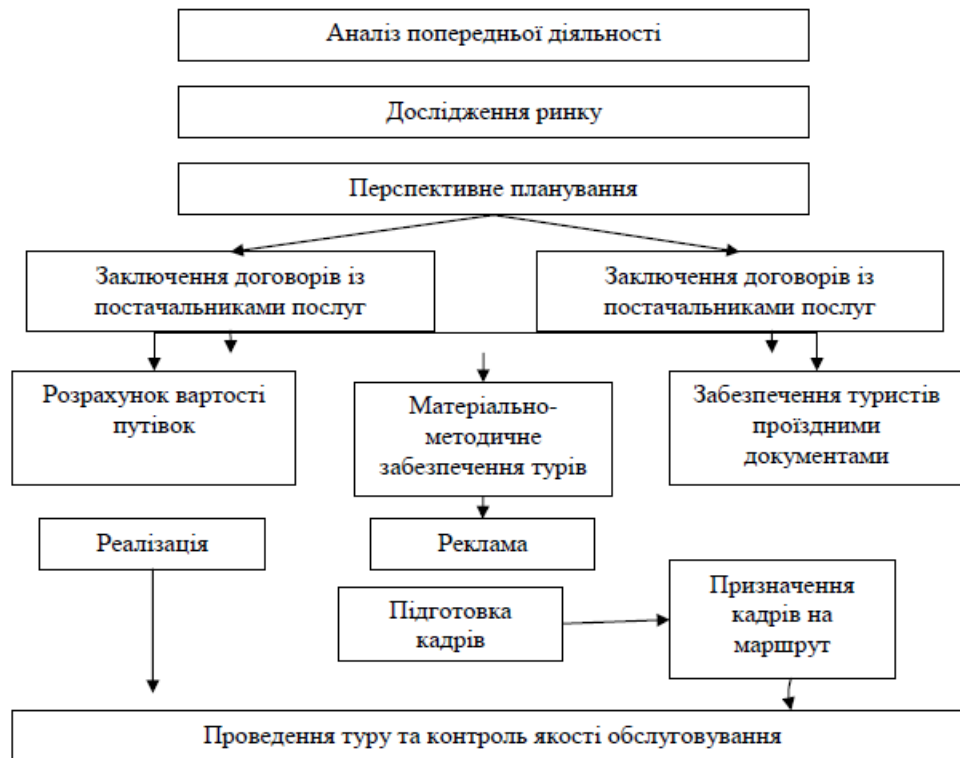 Аналіз попередньої діяльності
Дослідження ринку
Перспективне планування
Заключення договорів із
постачальниками послуг
Заключення договорів із
постачальниками послуг
Розрахунок вартості
путівок
Матеріально-
методичне
забезпечення турів
Забезпечення туристів
проїздними
документами
Реалізація
Реклама
Підготовка
кадрів
Призначення
кадрів на
маршрут
Проведення туру та контроль якості обслуговування